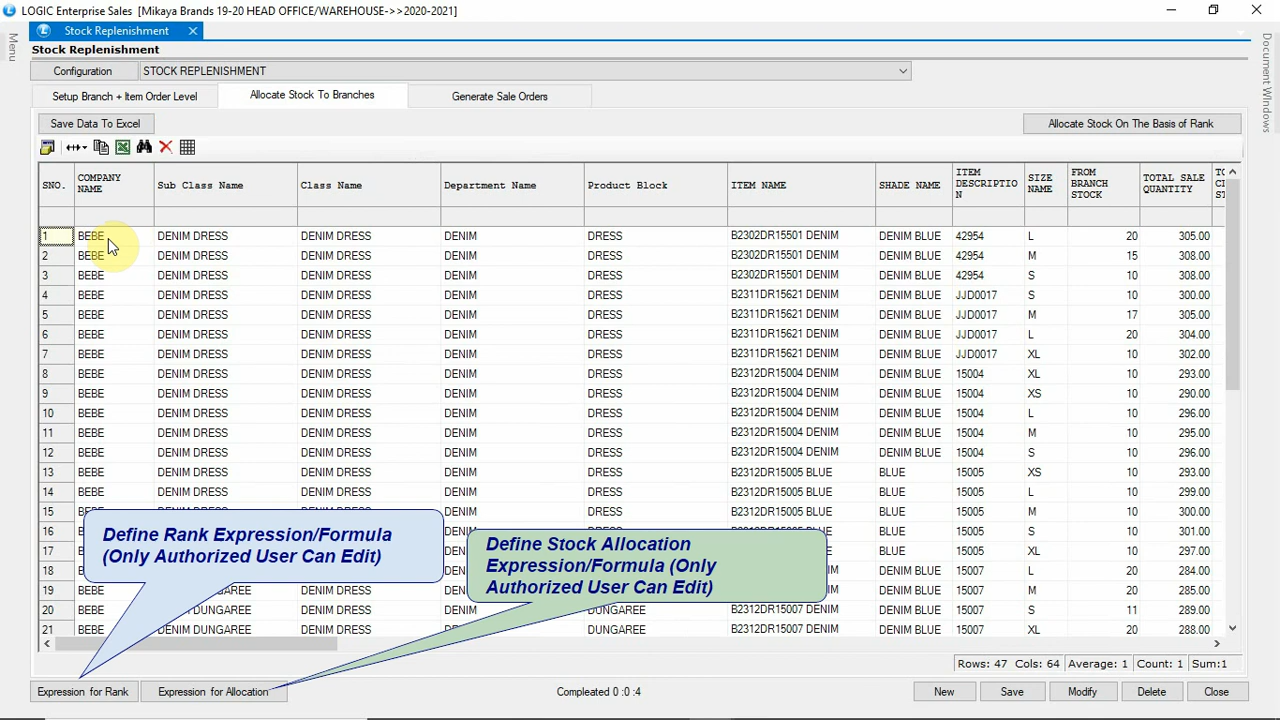 LOGIC Enterprise Sales [Mikaya Brands 19-20 HEAD OFFICE/WAREHOUSE->>2020-2021]
Menu
Stock Replenishment
Document Windows
Stock Replenishment
Configuration STOCK REPLENISHMENT
Setup Branch + Item Order Level Allocate Stock To Branches Generate Sale Orders
Save Data To Excel Allocate Stock On The Basis of Rank
SNO. COMPANY NAME Sub Class Name Class Name Department Name Product Block ITEM NAME SHADE NAME ITEM DESCRIPTIO N SIZE NAME FROM BRANCH STOCK TOTAL SALE QUANTITY
1 BEBE DENIM DRESS DENIM DRESS DENIM DRESS B2302DR15501 DENIM DENIM BLUE 42954 L 20 305.00
2 BEBE DENIM DRESS DENIM DRESS DENIM DRESS B2302DR15501 DENIM DENIM BLUE 42954 M 15 308.00
3 BEBE DENIM DRESS DENIM DRESS DENIM DRESS B2302DR15501 DENIM DENIM BLUE 42954 S 10 308.00
4 BEBE DENIM DRESS DENIM DRESS DENIM DRESS B2311DR15621 DENIM DENIM BLUE JJD0017 S 10 300.00
5 BEBE DENIM DRESS DENIM DRESS DENIM DRESS B2311DR15621 DENIM DENIM BLUE JJD0017 M 17 305.00
6 BEBE DENIM DRESS DENIM DRESS DENIM DRESS B2311DR15621 DENIM DENIM BLUE JJD0017 L 20 304.00
7 BEBE DENIM DRESS DENIM DRESS DENIM DRESS B2311DR15621 DENIM DENIM BLUE JJD0017 XL 10 302.00
8 BEBE DENIM DRESS DENIM DRESS DENIM DRESS B2312DR15004 DENIM DENIM BLUE 15004 XL 10 293.00
9 BEBE DENIM DRESS DENIM DRESS DENIM DRESS B2312DR15004 DENIM DENIM BLUE 15004 XS 10 290.00
10 BEBE DENIM DRESS DENIM DRESS DENIM DRESS B2312DR15004 DENIM DENIM BLUE 15004 L 10 296.00
11 BEBE DENIM DRESS DENIM DRESS DENIM DRESS B2312DR15004 DENIM DENIM BLUE 15004 M 10 295.00
12 BEBE DENIM DRESS DENIM DRESS DENIM DRESS B2312DR15004 DENIM DENIM BLUE 15004 S 10 296.00
13 BEBE DENIM DRESS DENIM DRESS DENIM DRESS B2312DR15005 BLUE BLUE 15005 XS 10 293.00
14 BEBE DENIM DRESS DENIM DRESS DENIM DRESS B2312DR15005 BLUE BLUE 15005 L 10 299.00
15 BEBE DENIM DRESS DENIM DRESS DENIM DRESS B2312DR15005 BLUE BLUE 15005 M 10 300.00
16 15005 S 10 301.00
17 15005 XL 10 297.00
18 15007 L 20 284.00
19 BEBE 15007 M 20 285.00
20 BEBE DENIM DUNGAREE DENIM DRESS DENIM DUNGAREE B2312DR15007 DENIM DENIM BLUE 15007 S 11 289.00
21 BEBE DENIM DUNGAREE DENIM DRESS DENIM DUNGAREE B2312DR15007 DENIM DENIM BLUE 15007 XL 20 288.00
Define Rank Expression/Formula
(Only Authorized User Can Edit)
Define Stock Allocation
Expression/Formula (Only
Authorized User Can Edit)
Rows: 47 Cols: 64 Average: 1 Count: 1 Sum:1
Expression for Rank Expression for Allocation Compleated 0 :0 :4 New Save Modify Delete Close